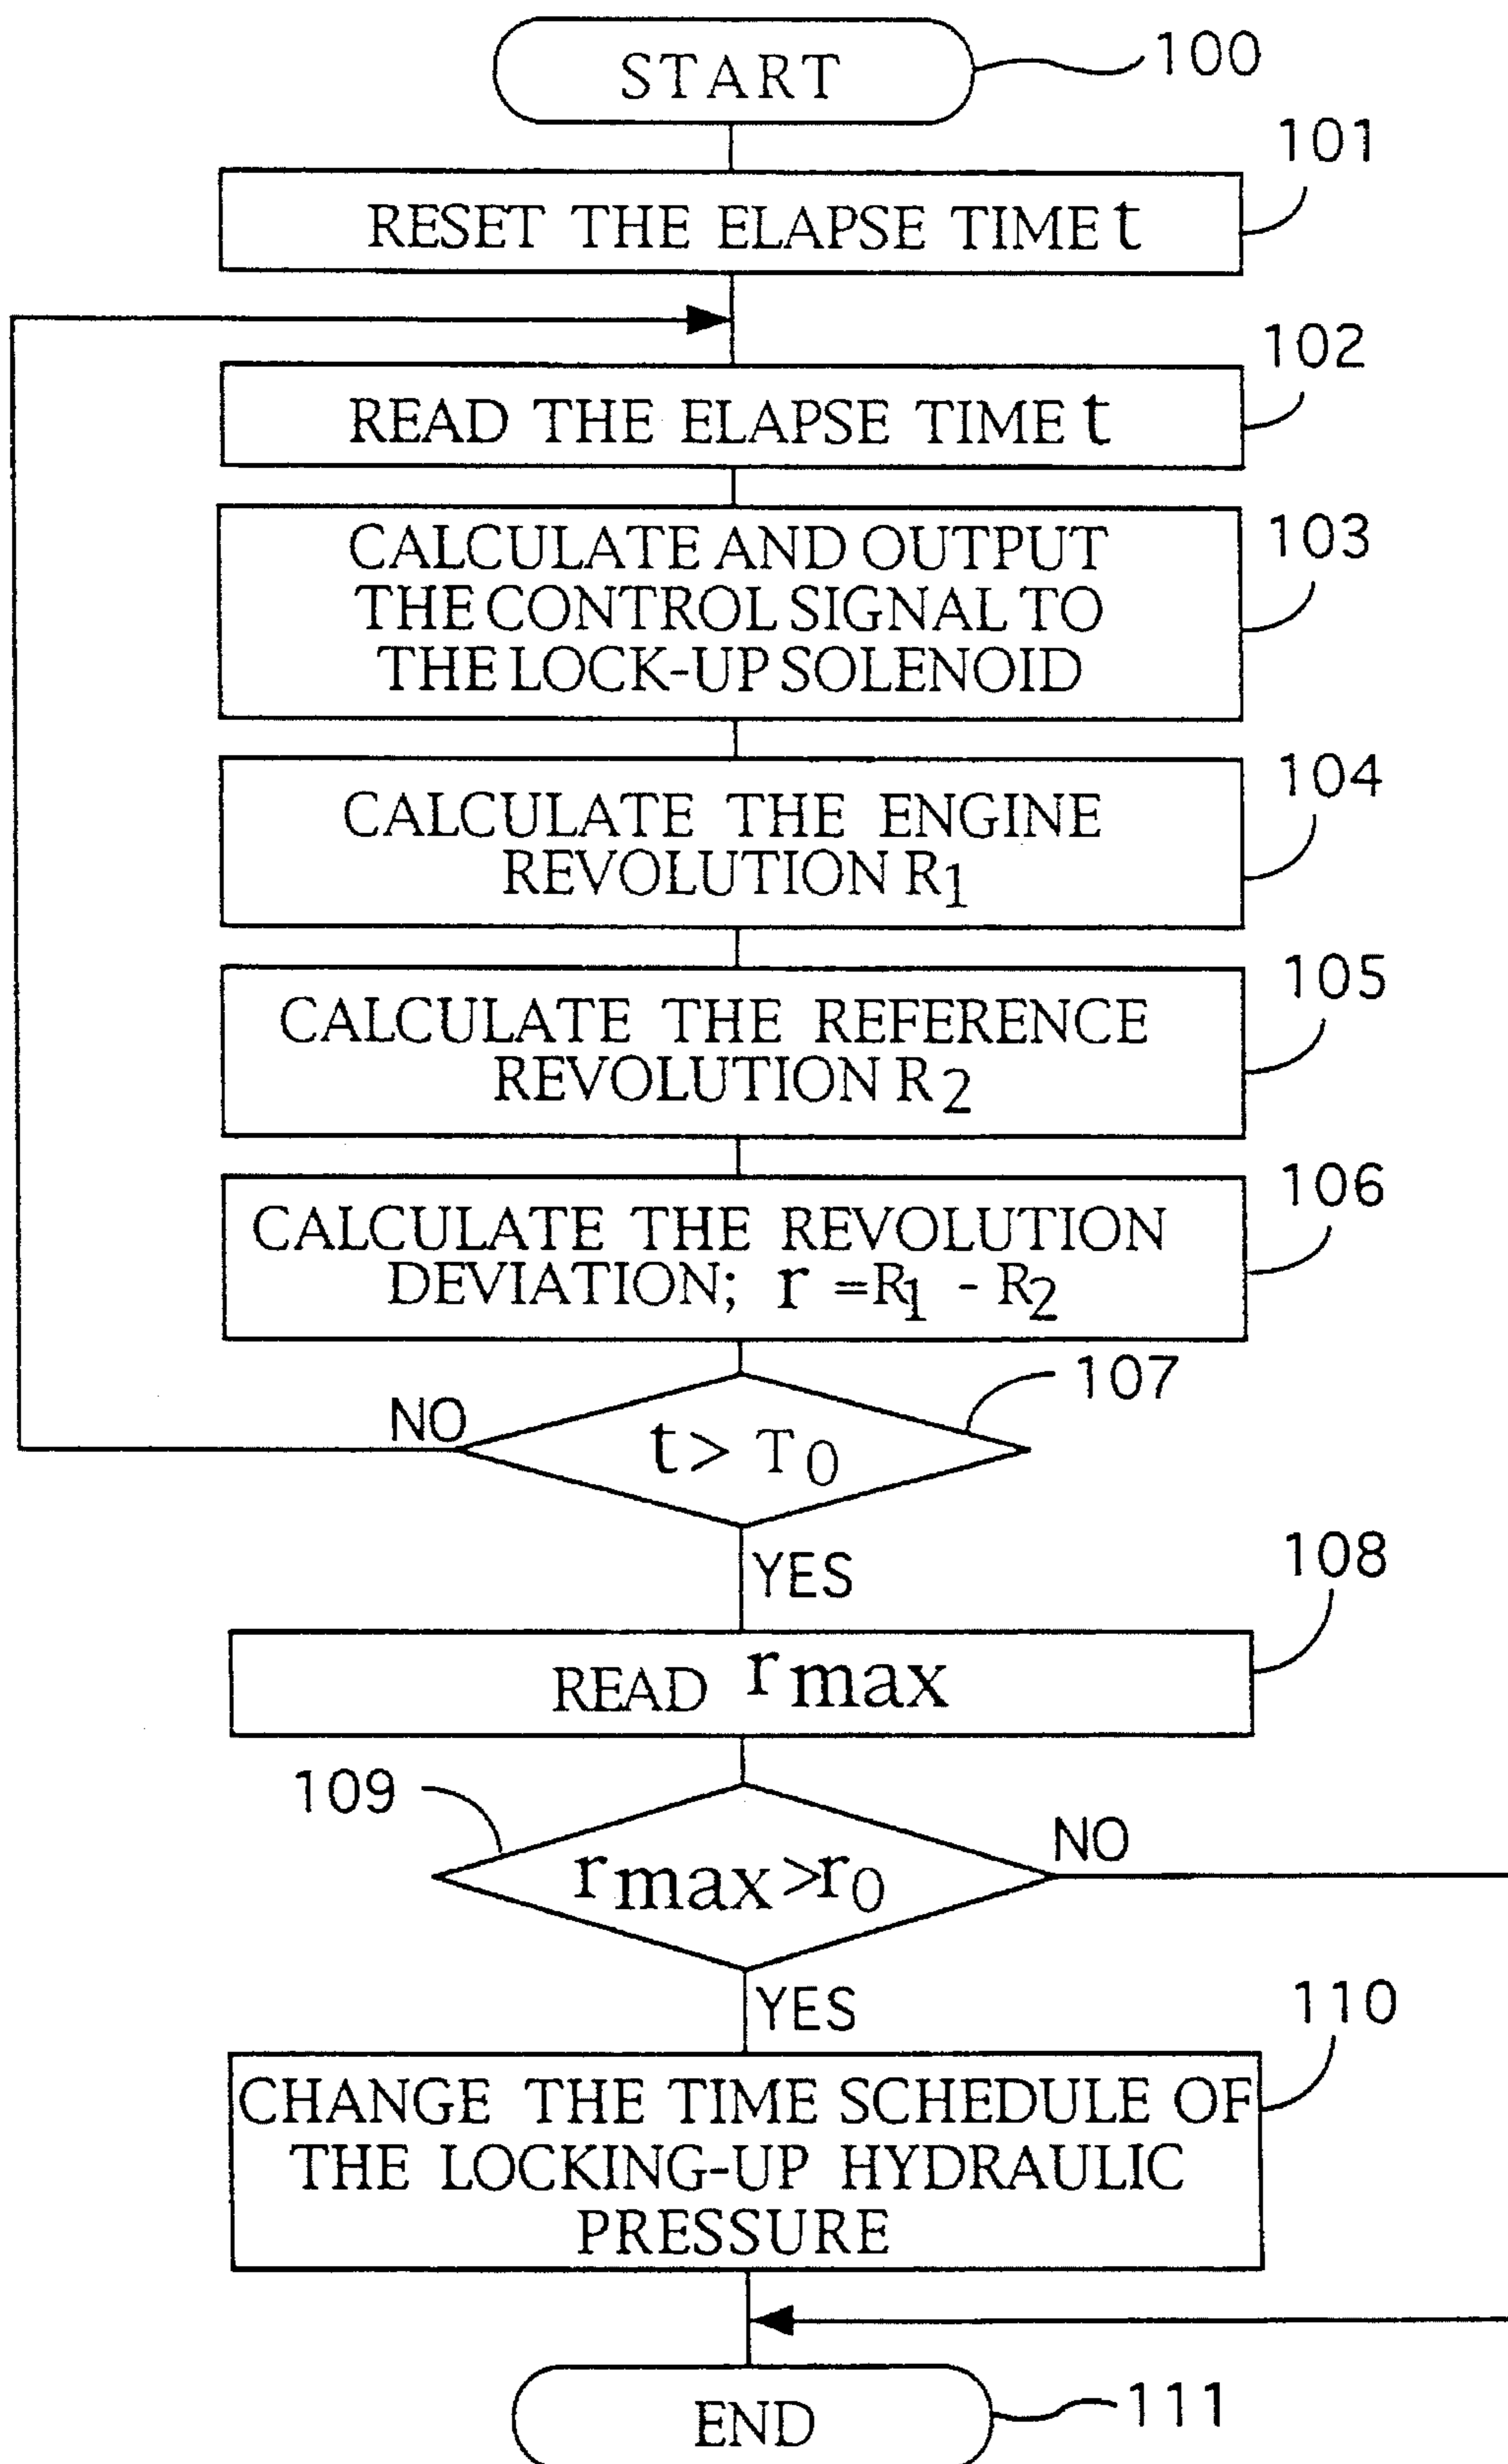 START
100
101
RESET THE ELAPSE TIME t
102
READ THE ELAPSE TIME t
103
CALCULATE AND OUTPUT
THE CONTROL SIGNAL TO
THE LOCK-UP SOLENOID
104
CALCULATE THE ENGINE
REVOLUTION R1
105
CALCULATE THE REFERENCE
REVOLUTION R2
106
CALCULATE THE REVOLUTION
DEVIATION; r =R1 - R2
107
NO
t> T0
YES
108
READ rmax
109
NO
rmax>r0
YES
110
CHANGE THE TIME SCHEDULE OF
THE LOCKING-UP HYDRAULIC
PRESSURE
END
111